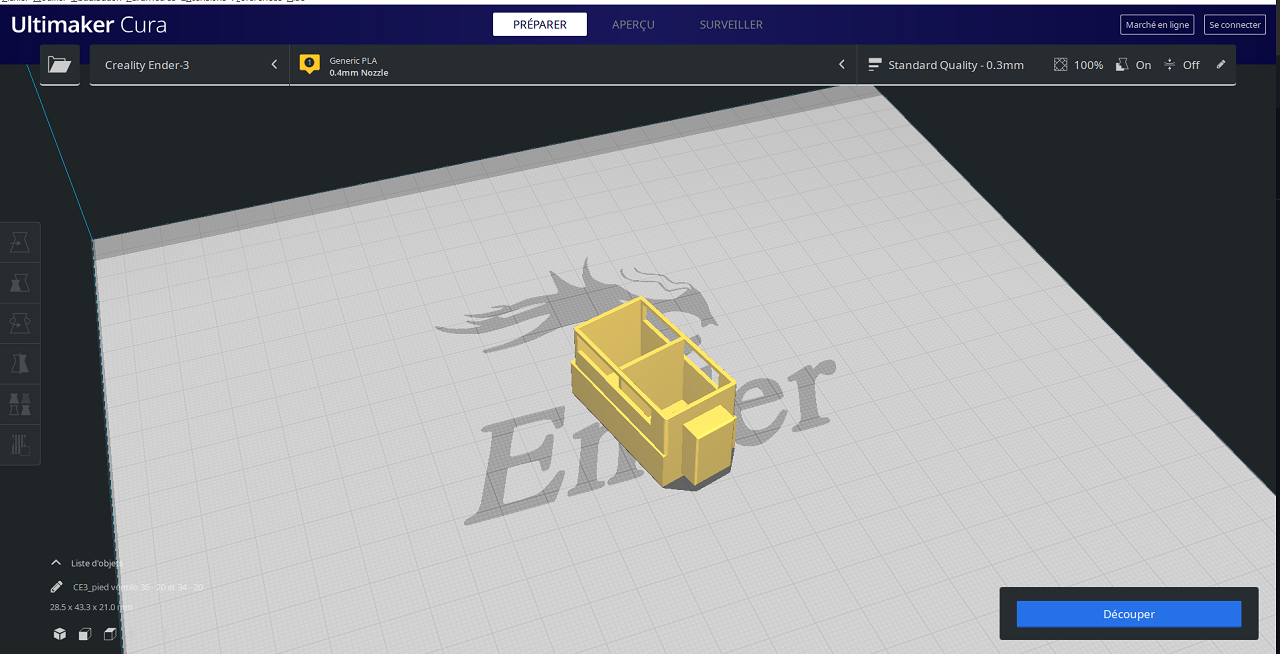 Ultimaker Cura
PRÉPARER
APERÇU
SURVEILLER
Marché en ligne
Se connecter
Creality Ender-3
Generic PLA
0.4mm Nozzle
Standard Quality - 0.3mm
100%
On
Off
Ender
Liste d'objets
CE3_pied
36 - 20 et 34 - 20
28.5 x 43.3 x 21.0 mm
Découper